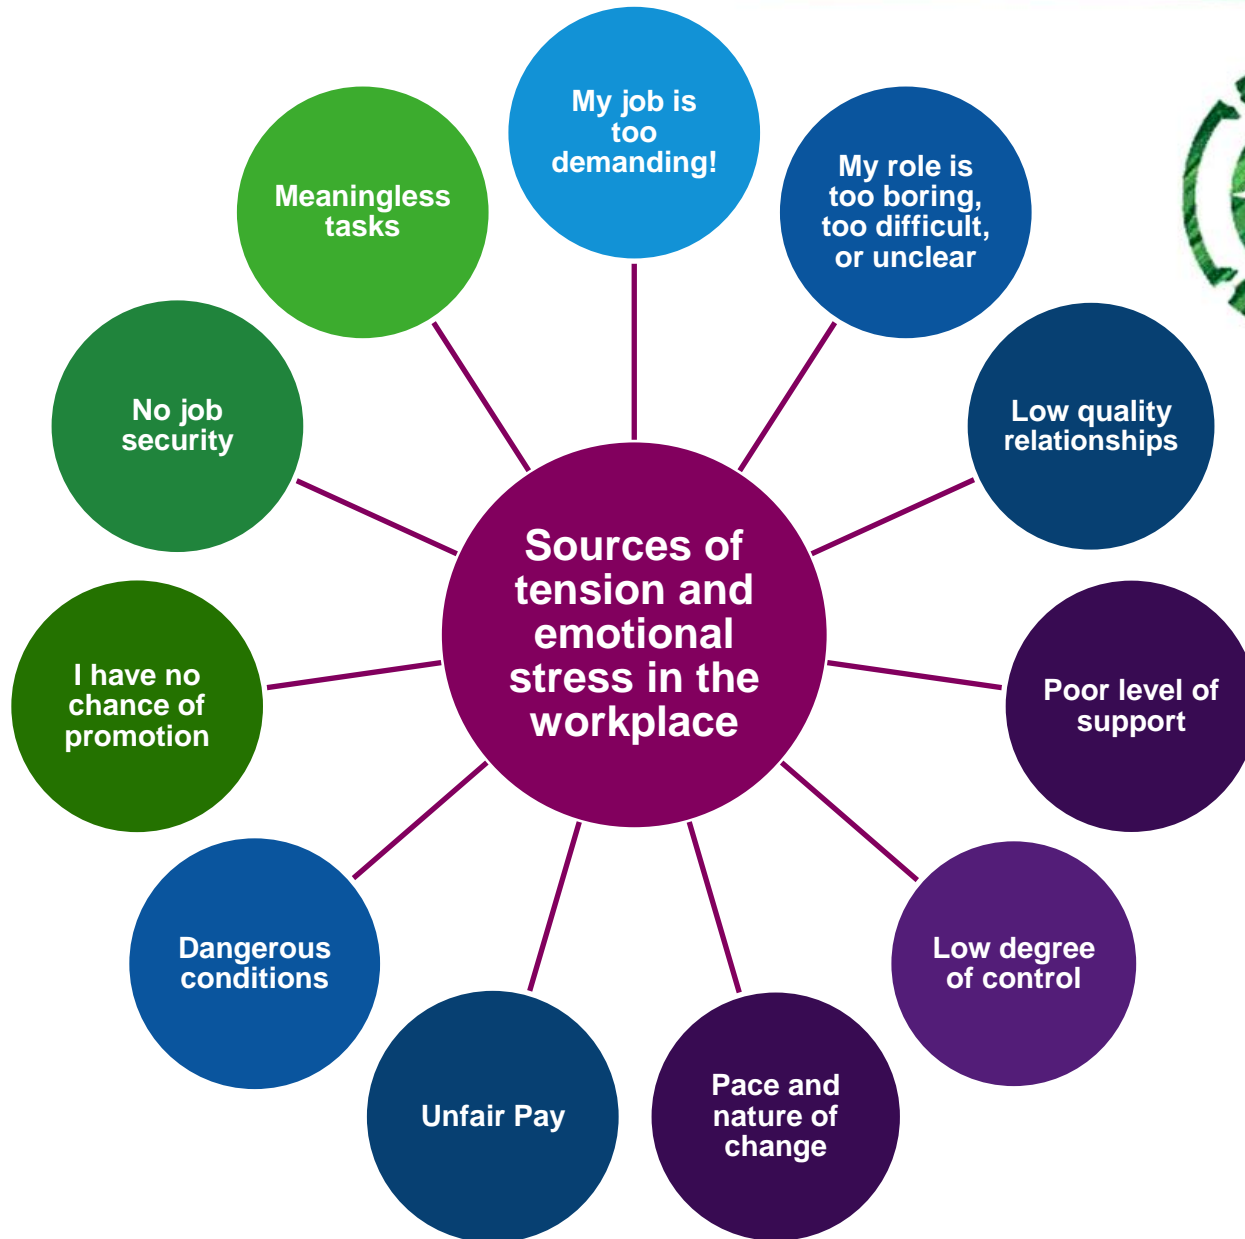 My job is
too
demanding!
My role is
too boring,
too difficult,
or unclear
Low quality
relationships
Poor level of
support
Low degree
of control
Pace and
nature of
change
Unfair Pay
Dangerous
conditions
I have no
chance of
promotion
No job
security
Meaningless
tasks
Sources of
tension and
emotional
stress in the
workplace